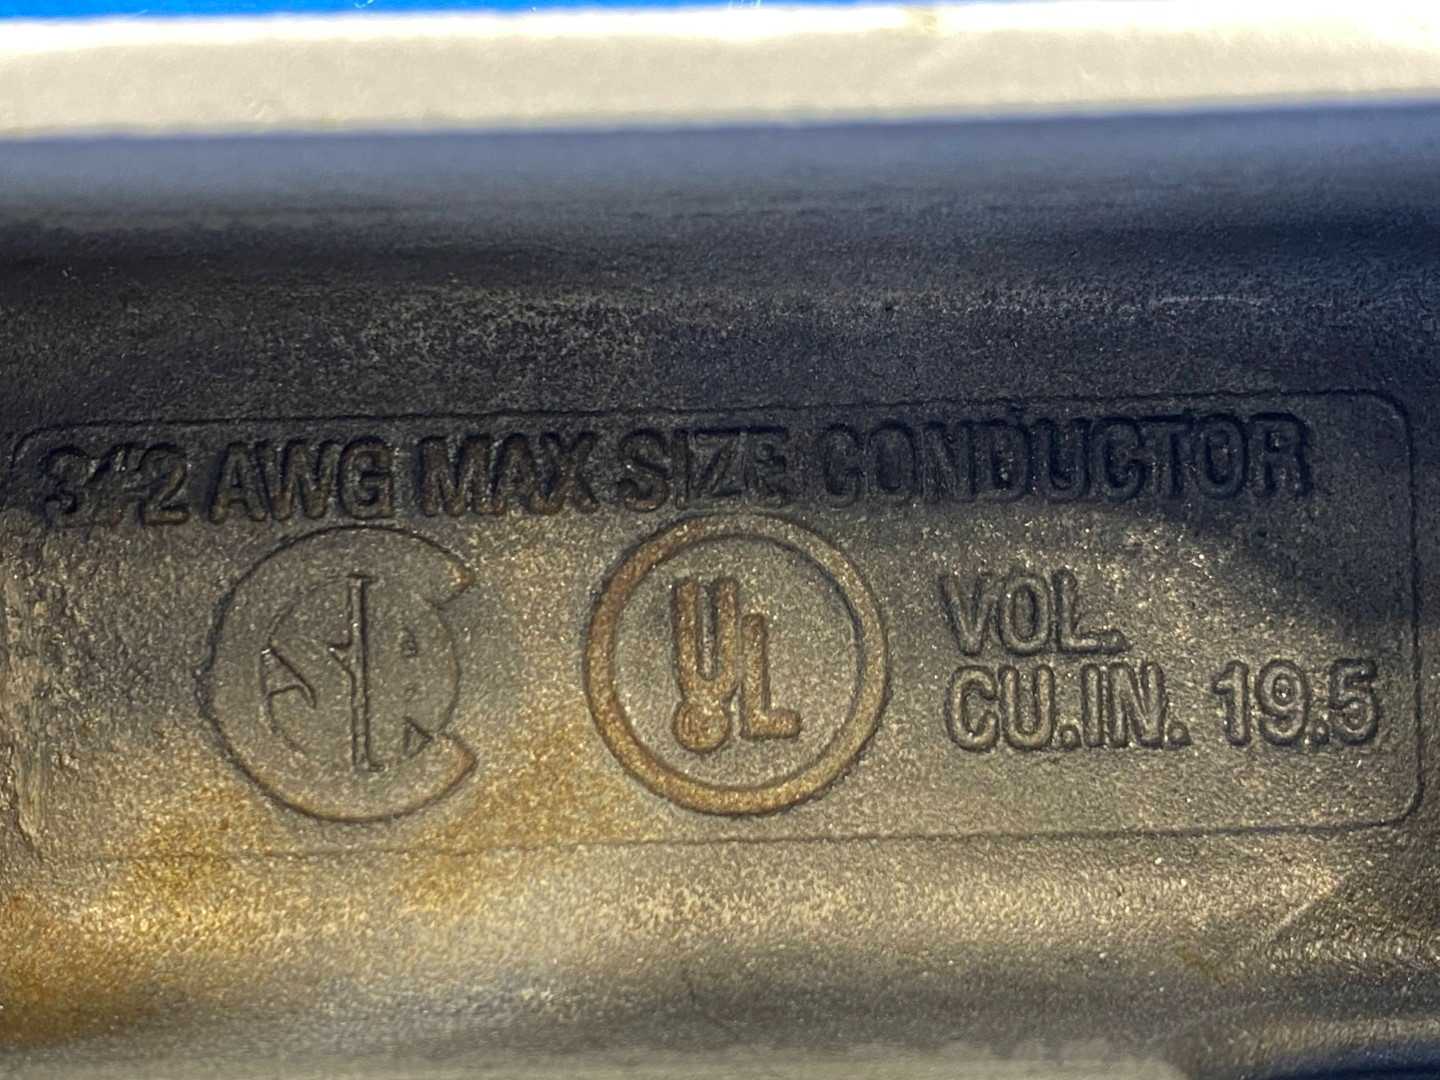 3#2 AWG MAX SIZE CONDUCTOR
UL
VOL.
CU.IN. 19.5